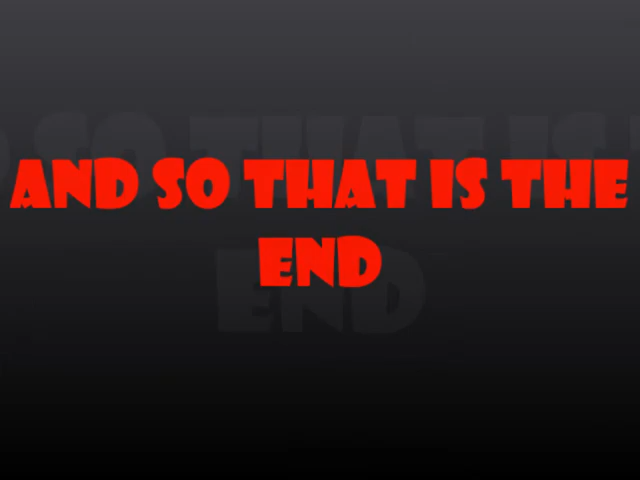 AND SO THAT IS THE
END